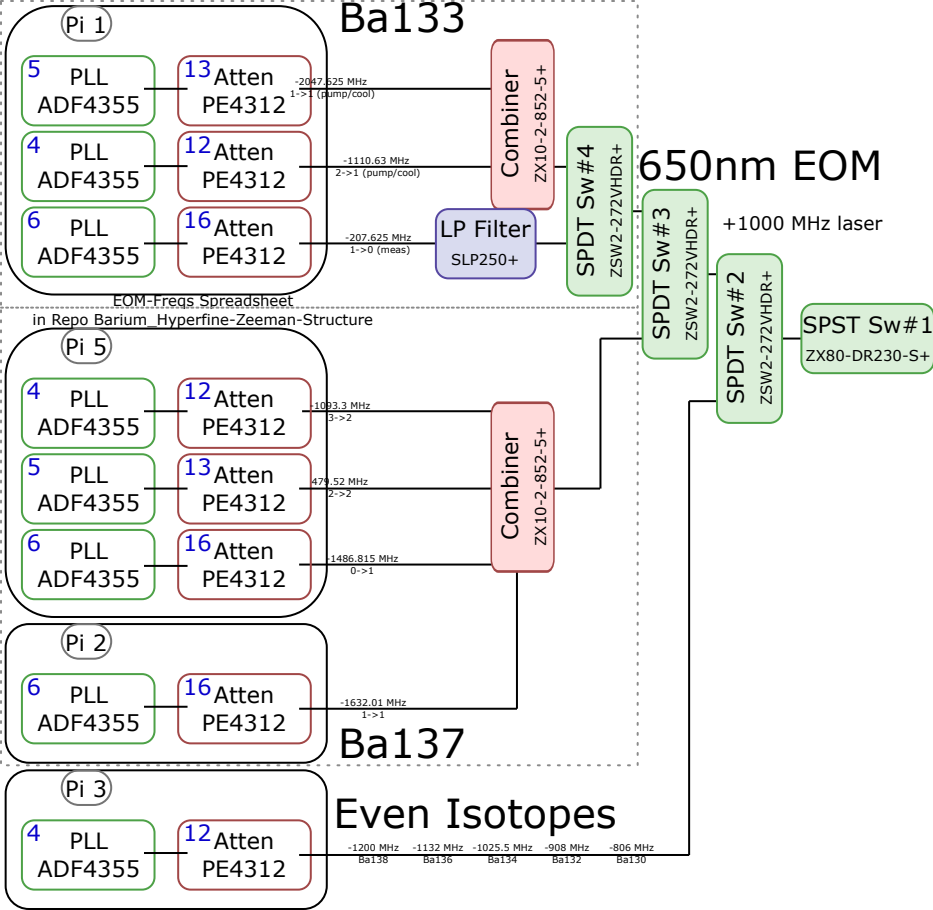 Ba133
Pi 1
5
PLL
ADF4355
13
Atten
PE4312
-2047.625 MHz
1->1 (pump/cool)
4
PLL
ADF4355
12
Atten
PE4312
-1110.63 MHz
2->1 (pump/cool)
6
PLL
ADF4355
16
Atten
PE4312
-207.625 MHz
1->0 (meas)
Combiner
ZX10-2-852-5+
LP Filter
SLP250+
SPDT Sw#4
ZSW2-272VHDR+
650nm EOM
SPDT Sw#3
ZSW2-272VHDR+
+1000 MHz laser
SPDT Sw#2
ZSW2-272VHDR+
SPST Sw#1
ZX80-DR230-S+
EOM-Freqs Spreadsheet
in Repo Barium_Hyperfine-Zeeman-Structure
Pi 5
4
PLL
ADF4355
12
Atten
PE4312
-1093.3 MHz
3->2
5
PLL
ADF4355
13
Atten
PE4312
479.52 MHz
2->2
6
PLL
ADF4355
16
Atten
PE4312
-1486.815 MHz
0->1
Combiner
ZX10-2-852-5+
Pi 2
6
PLL
ADF4355
16
Atten
PE4312
-1632.01 MHz
1->1
Ba137
Pi 3
4
PLL
ADF4355
12
Atten
PE4312
Even Isotopes
-1200 MHz
Ba138
-1132 MHz
Ba136
-1025.5 MHz
Ba134
-908 MHz
Ba132
-806 MHz
Ba130